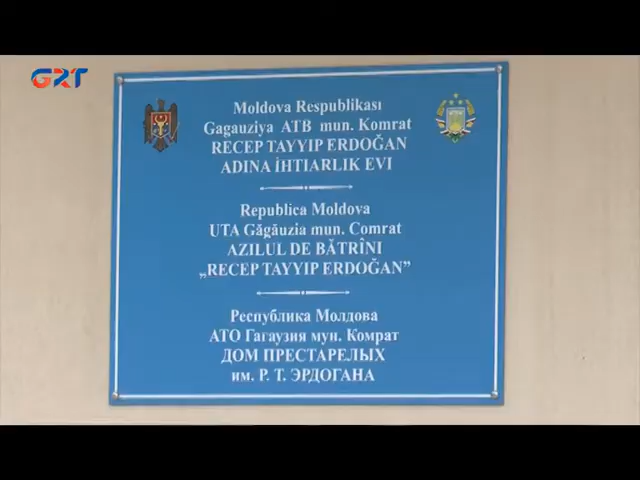 GRT
Moldova Respublikası
Gagauziya ATB mun. Komrat
RECEP TAYYIP ERDOĞAN
ADINA İHTIARLIK EVI
Republica Moldova
UTA Găgăuzia mun. Comrat
AZILUL DE BĂTRÎNI
„RECEP TAYYIP ERDOĞAN”
Республика Молдова
АТО Гагаузия мун. Комрат
ДОМ ПРЕСТАРЕЛЫХ
им. Р. Т. ЭРДОГАНА